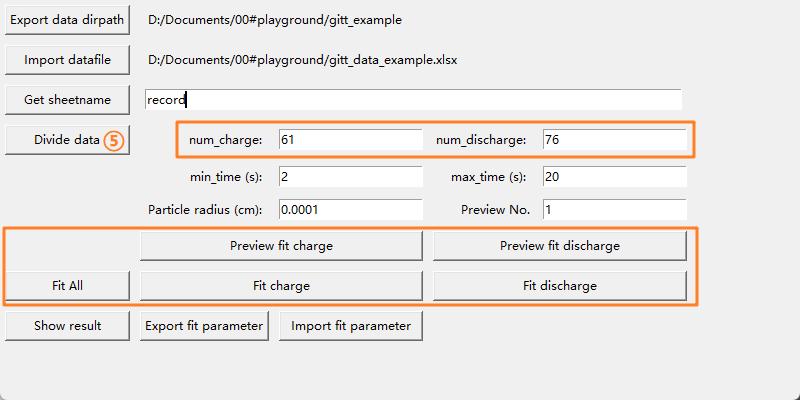 Export data dirpath D:/Documents/00#playground/gitt_example
Import datafile D:/Documents/00#playground/gitt_data_example.xlsx
Get sheetname record
Divide data ⑤ num_charge: 61 num_discharge: 76
min_time (s): 2 max_time (s): 20
Particle radius (cm): 0.0001 Preview No. 1
Preview fit charge Preview fit discharge
Fit All Fit charge Fit discharge
Show result Export fit parameter Import fit parameter